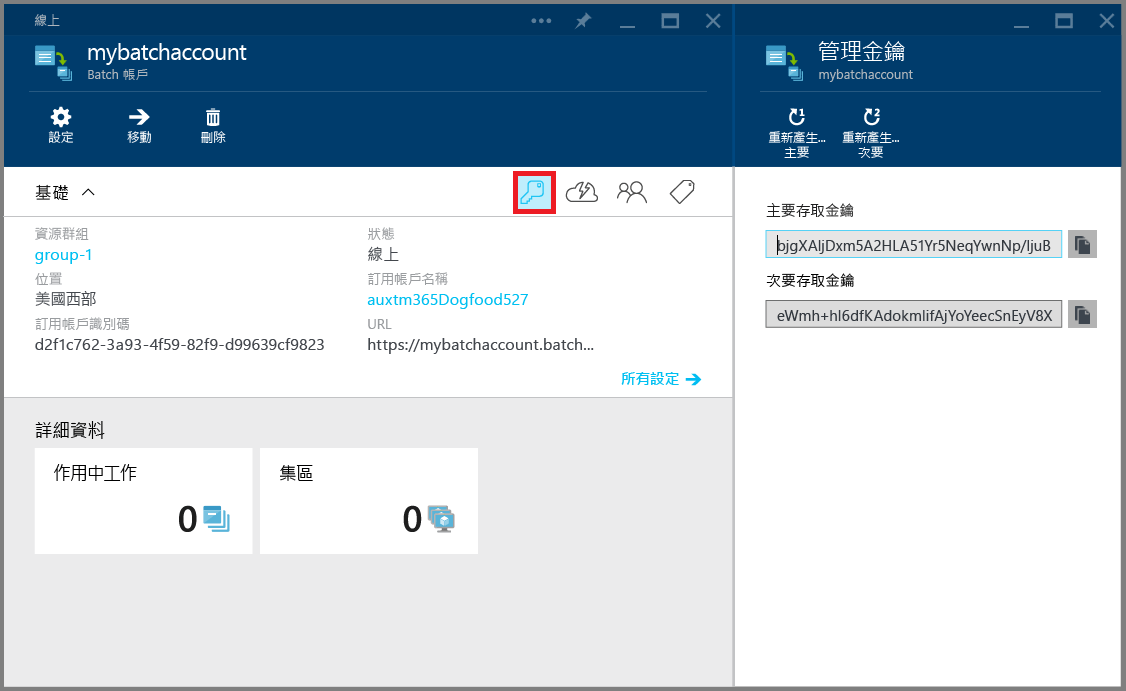 線上
mybatchaccount
Batch 帳戶
設定
移動
刪除
基礎
資源群組
group-1
位置
美國西部
訂用帳戶識別碼
d2f1c762-3a93-4f59-82f9-d99639cf9823
狀態
線上
訂用帳戶名稱
auxtm365Dogfood527
URL
https://mybatchaccount.batch...
所有設定
詳細資料
作用中工作
0
集區
0
管理金鑰
mybatchaccount
1
重新產生...
主要
2
重新產生...
次要
主要存取金鑰
bjgXAljDxm5A2HLA51Yr5NeqYwnNp/ljuB
次要存取金鑰
eWmh+hl6dfKAdokmlifAjYoYeecSnEyV8X